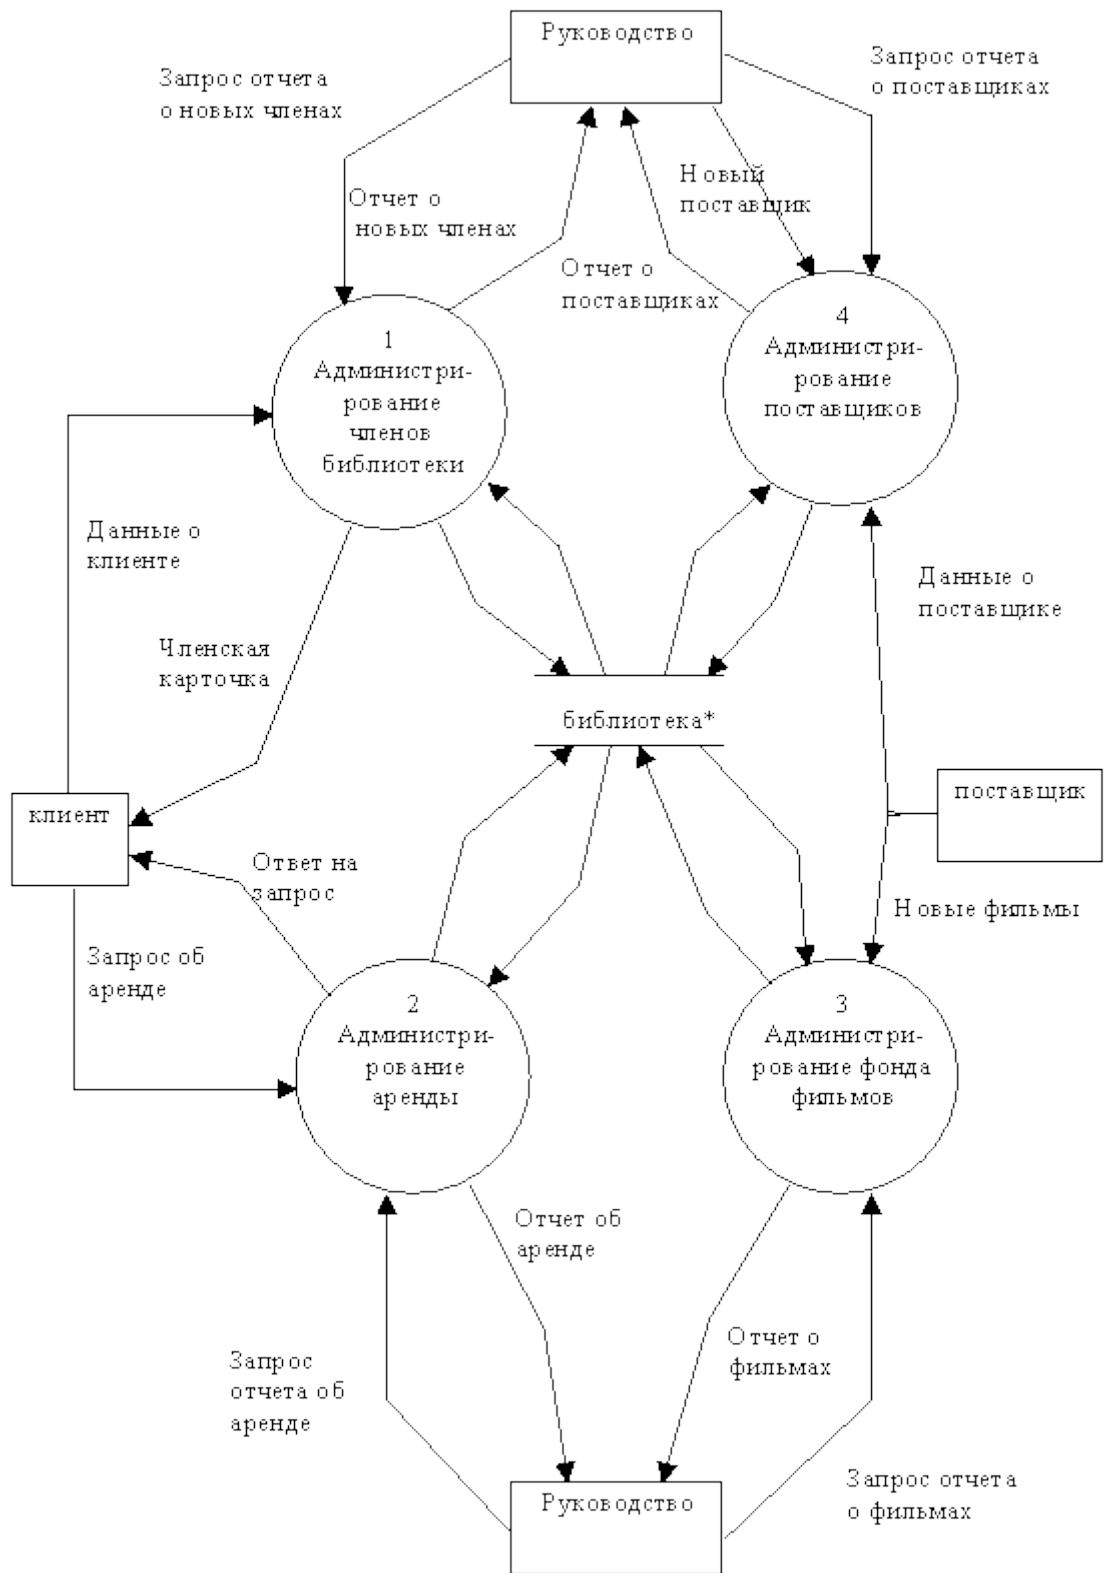 Руководство
Запрос отчета
о новых членах
Запрос отчета
о поставщиках
Отчет о
новых членах
Новый
поставщик
Отчет о
поставщиках
1
Администри-
рование
членов
библиотеки
4
Администри-
рование
поставщиков
Данные о
клиенте
Данные о
поставщике
Членская
карточка
библиотека*
клиент
поставщик
Ответ на
запрос
Новые фильмы
Запрос об
аренде
2
Администри-
рование
аренды
3
Администри-
рование фонда
фильмов
Отчет об
аренде
Отчет о
фильмах
Запрос
отчета об
аренде
Руководство
Запрос отчета
о фильмах